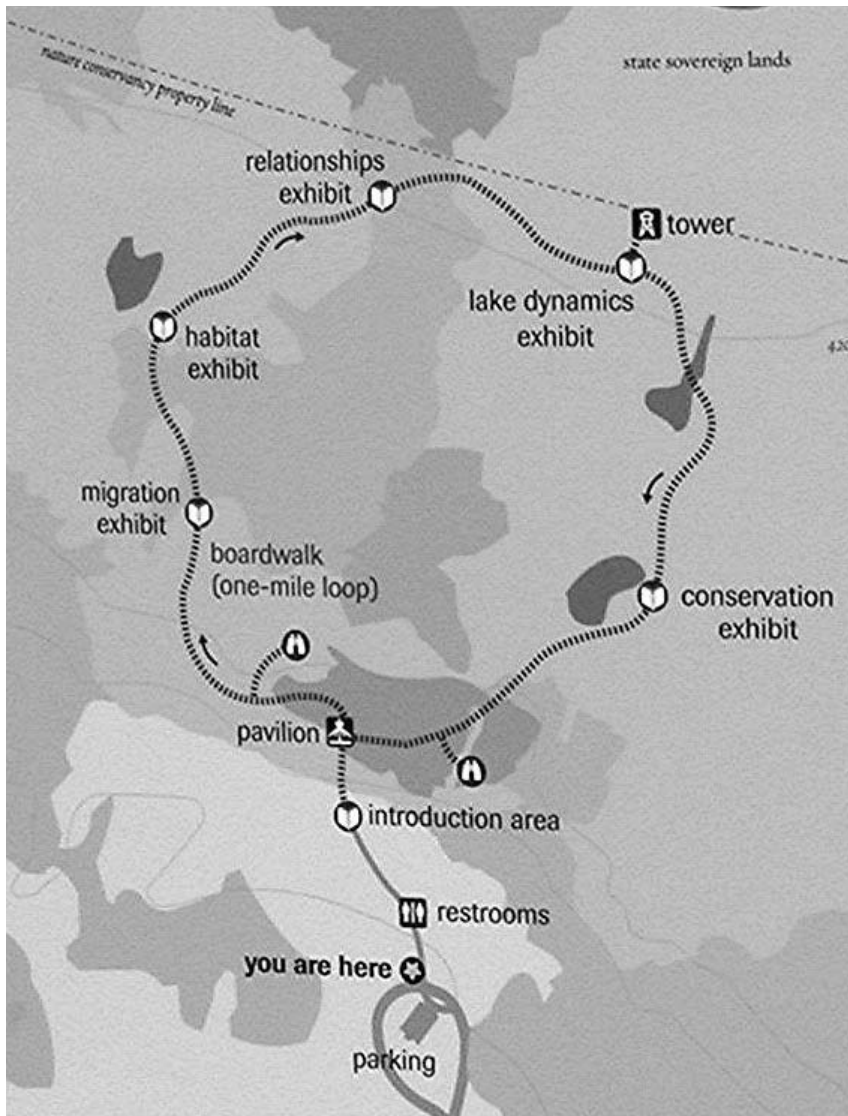 state sovereign lands
nature conservancy property line
relationships
exhibit
tower
lake dynamics
exhibit
habitat
exhibit
420
migration
exhibit
boardwalk
(one-mile loop)
conservation
exhibit
pavilion
introduction area
restrooms
you are here
parking